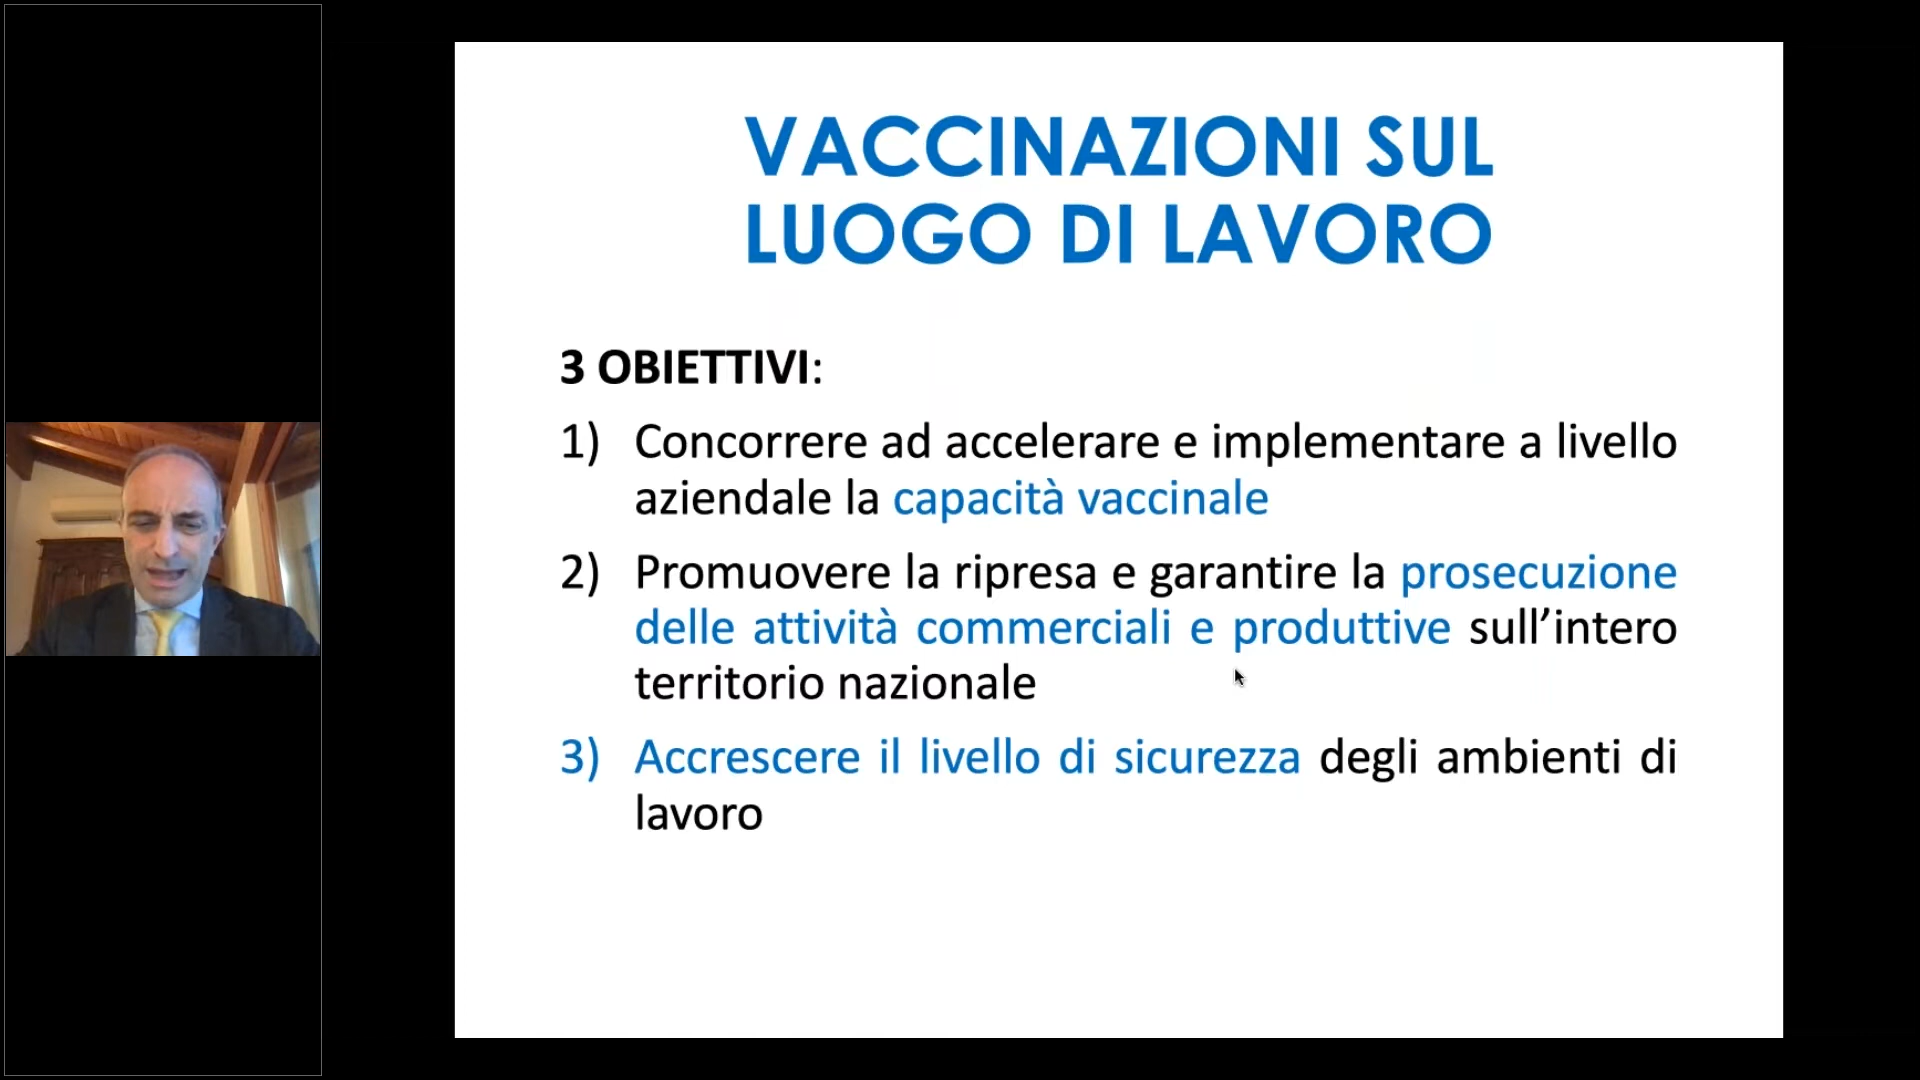 VACCINAZIONI SUL
LUOGO DI LAVORO
3 OBIETTIVI:
1) Concorrere ad accelerare e implementare a livello
aziendale la capacità vaccinale
2) Promuovere la ripresa e garantire la prosecuzione
delle attività commerciali e produttive sull’intero
territorio nazionale
3) Accrescere il livello di sicurezza degli ambienti di
lavoro